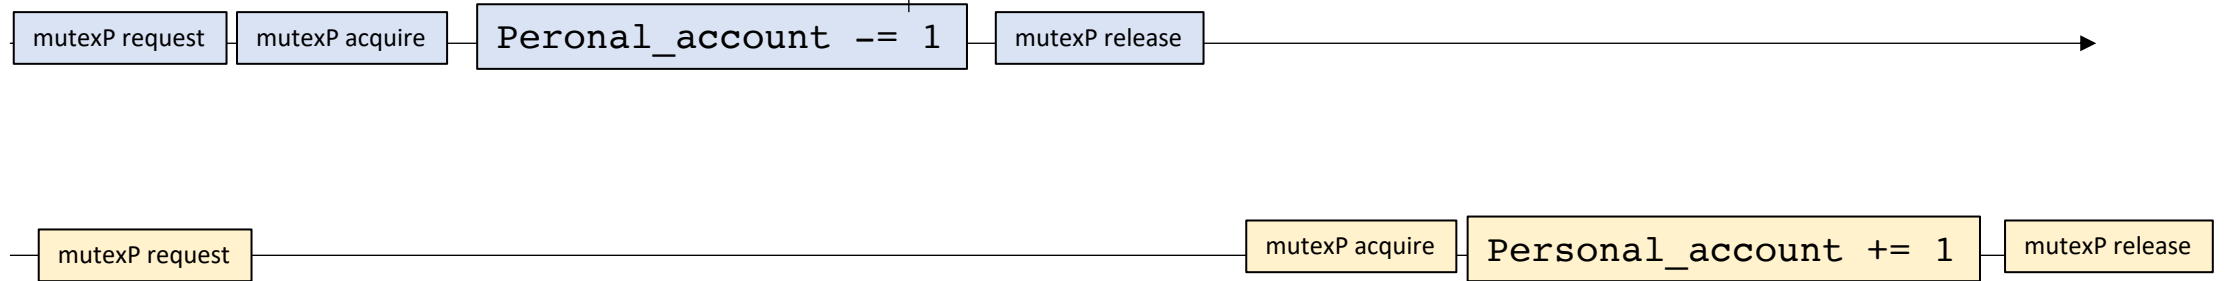 mutexP request mutexP acquire Peronal_account -= 1 mutexP release
mutexP request mutexP acquire Personal_account += 1 mutexP release